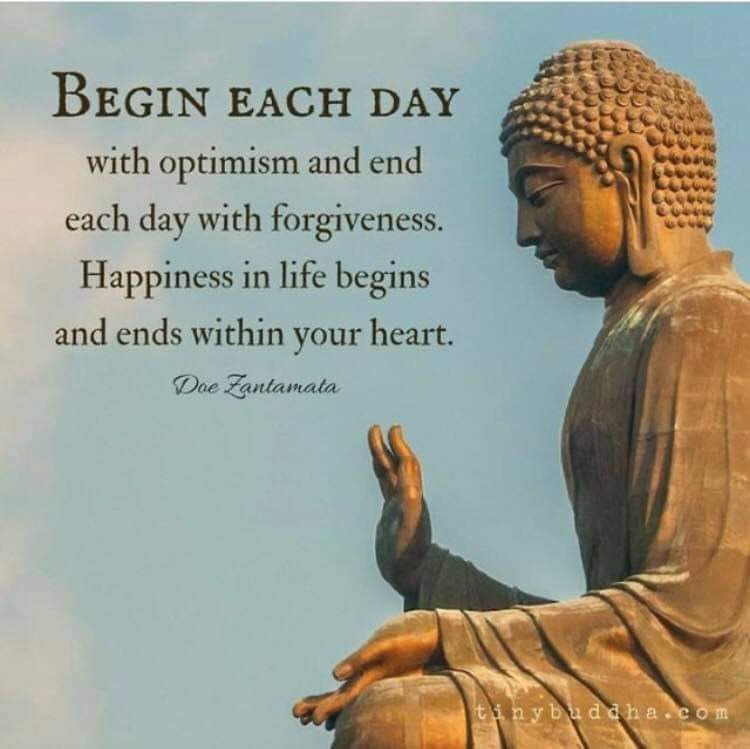 BEGIN EACH DAY
with optimism and end
each day with forgiveness.
Happiness in life begins
and ends within your heart.
Doe Zantamata
tinybuddha.com